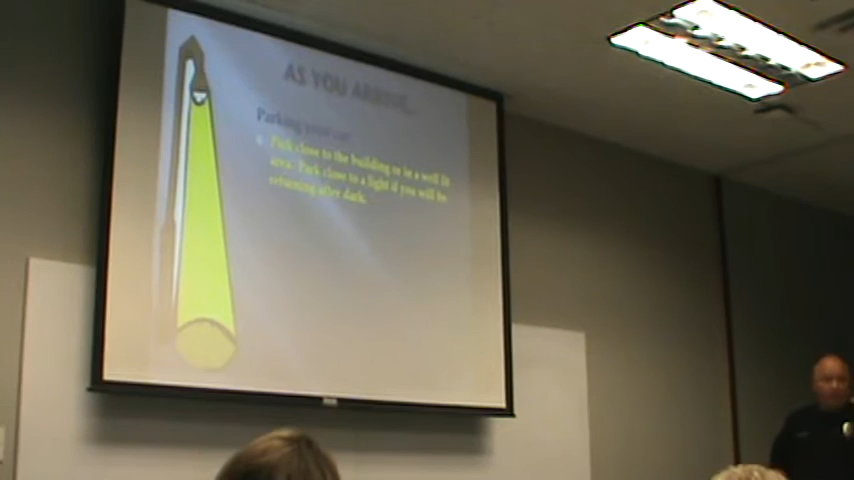 AS YOU ARRIVE...
Parking your car
Park close to the building or in a well lit
area. Park close to a light if you will be
returning after dark.